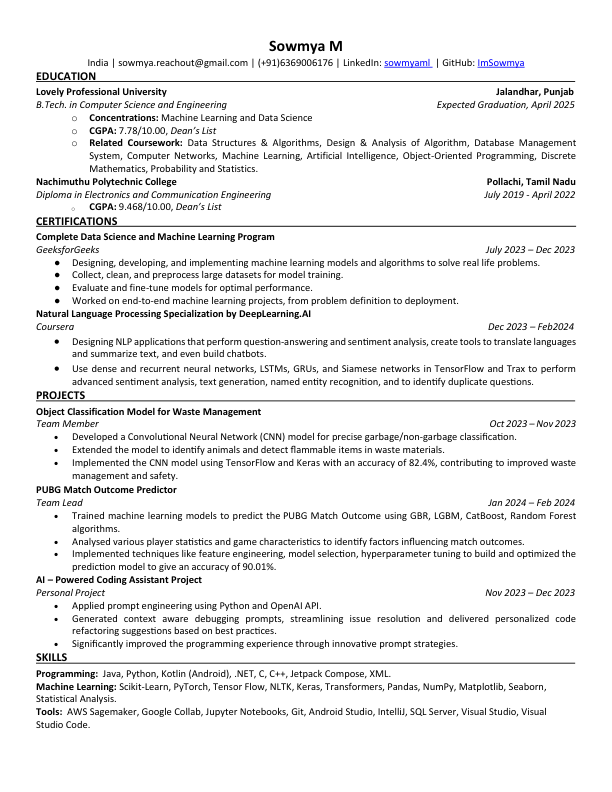 Sowmya M
India | sowmya.reachout@gmail.com | (+91)6369006176 | LinkedIn: sowmyaml | GitHub: ImSowmya
EDUCATION
Lovely Professional University Jalandhar, Punjab
B.Tech. in Computer Science and Engineering Expected Graduation, April 2025
o Concentrations: Machine Learning and Data Science
o CGPA: 7.78/10.00, Dean’s List
o Related Coursework: Data Structures & Algorithms, Design & Analysis of Algorithm, Database Management
System, Computer Networks, Machine Learning, Artificial Intelligence, Object-Oriented Programming, Discrete
Mathematics, Probability and Statistics.
Nachimuthu Polytechnic College Pollachi, Tamil Nadu
Diploma in Electronics and Communication Engineering July 2019 - April 2022
o CGPA: 9.468/10.00, Dean’s List
CERTIFICATIONS
Complete Data Science and Machine Learning Program
GeeksforGeeks July 2023 – Dec 2023
● Designing, developing, and implementing machine learning models and algorithms to solve real life problems.
● Collect, clean, and preprocess large datasets for model training.
● Evaluate and fine-tune models for optimal performance.
● Worked on end-to-end machine learning projects, from problem definition to deployment.
Natural Language Processing Specialization by DeepLearning.AI
Coursera Dec 2023 – Feb2024
● Designing NLP applications that perform question-answering and sentiment analysis, create tools to translate languages
and summarize text, and even build chatbots.
● Use dense and recurrent neural networks, LSTMs, GRUs, and Siamese networks in TensorFlow and Trax to perform
advanced sentiment analysis, text generation, named entity recognition, and to identify duplicate questions.
PROJECTS
Object Classification Model for Waste Management
Team Member Oct 2023 – Nov 2023
• Developed a Convolutional Neural Network (CNN) model for precise garbage/non-garbage classification.
• Extended the model to identify animals and detect flammable items in waste materials.
• Implemented the CNN model using TensorFlow and Keras with an accuracy of 82.4%, contributing to improved waste
management and safety.
PUBG Match Outcome Predictor
Team Lead Jan 2024 – Feb 2024
• Trained machine learning models to predict the PUBG Match Outcome using GBR, LGBM, CatBoost, Random Forest
algorithms.
• Analysed various player statistics and game characteristics to identify factors influencing match outcomes.
• Implemented techniques like feature engineering, model selection, hyperparameter tuning to build and optimized the
prediction model to give an accuracy of 90.01%.
AI – Powered Coding Assistant Project
Personal Project Nov 2023 – Dec 2023
• Applied prompt engineering using Python and OpenAI API.
• Generated context aware debugging prompts, streamlining issue resolution and delivered personalized code
refactoring suggestions based on best practices.
• Significantly improved the programming experience through innovative prompt strategies.
SKILLS
Programming: Java, Python, Kotlin (Android), .NET, C, C++, Jetpack Compose, XML.
Machine Learning: Scikit-Learn, PyTorch, Tensor Flow, NLTK, Keras, Transformers, Pandas, NumPy, Matplotlib, Seaborn,
Statistical Analysis.
Tools: AWS Sagemaker, Google Collab, Jupyter Notebooks, Git, Android Studio, IntelliJ, SQL Server, Visual Studio, Visual
Studio Code.